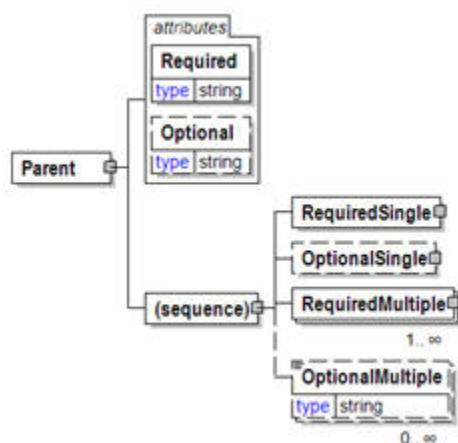 attributes
Required
type string
Optional
type string
Parent
RequiredSingle
OptionalSingle
(sequence)
RequiredMultiple
1.. ∞
OptionalMultiple
type string
0.. ∞